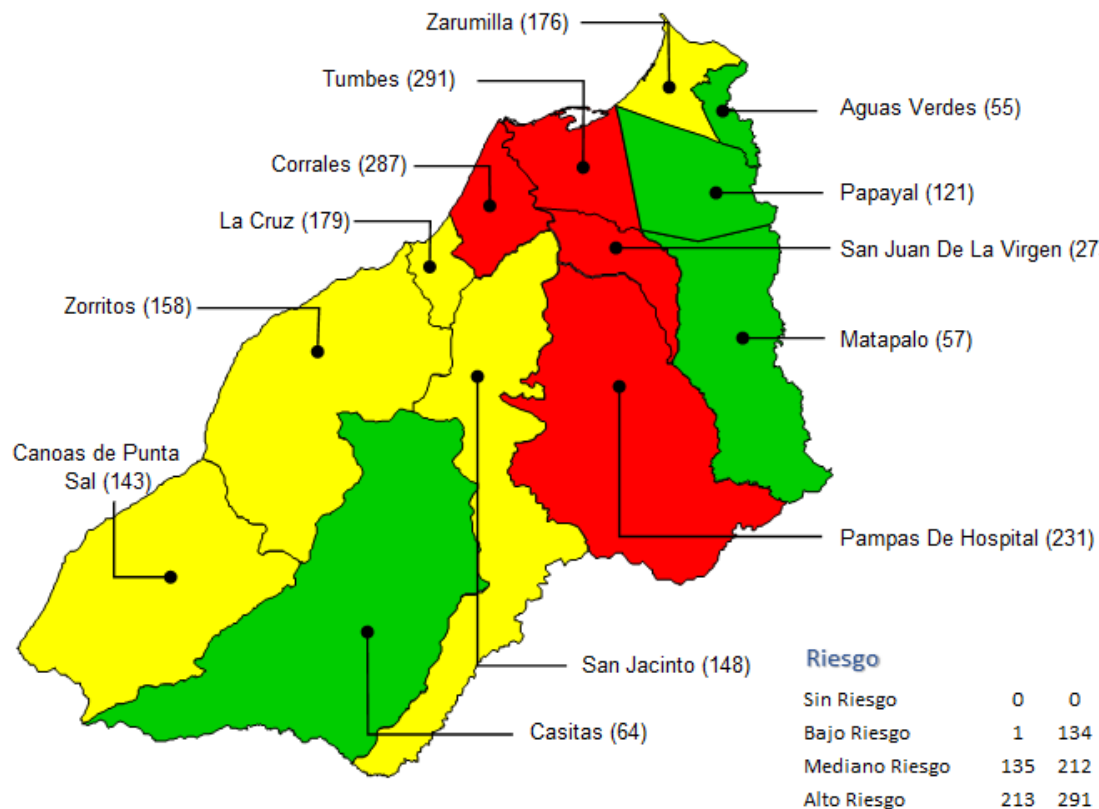 Zarumilla (176)
Tumbes (291)
Aguas Verdes (55)
Corrales (287)
Papayal (121)
La Cruz (179)
San Juan De La Virgen (27
Zorritos (158)
Matapalo (57)
Canoas de Punta
Sal (143)
Pampas De Hospital (231)
San Jacinto (148)
Casitas (64)
Riesgo
Sin Riesgo 0 0
Bajo Riesgo 1 134
Mediano Riesgo 135 212
Alto Riesgo 213 291